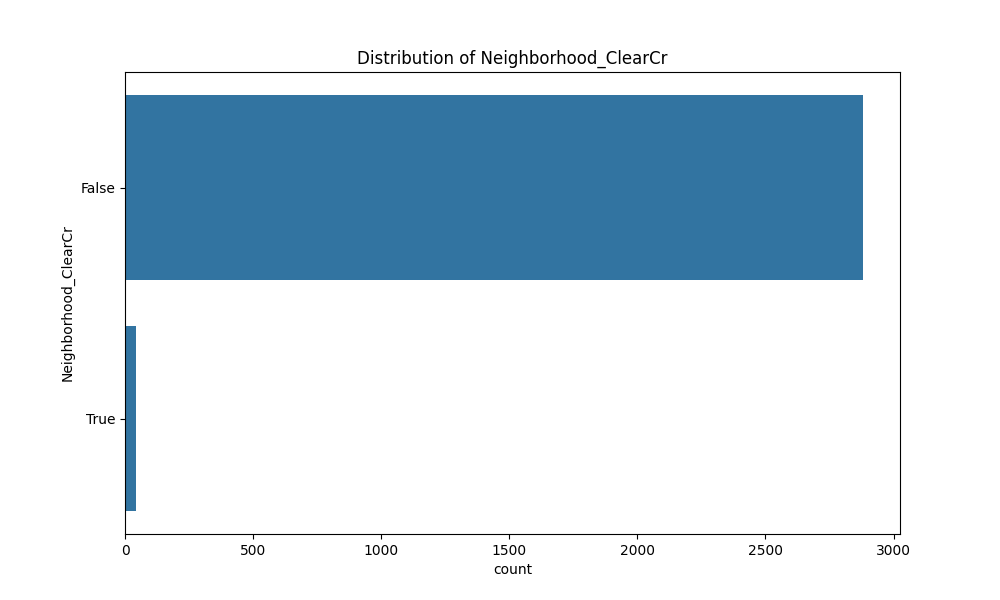 Distribution of Neighborhood_ClearCr
Neighborhood_ClearCr
False
True
0 500 1000 1500 2000 2500 3000
count